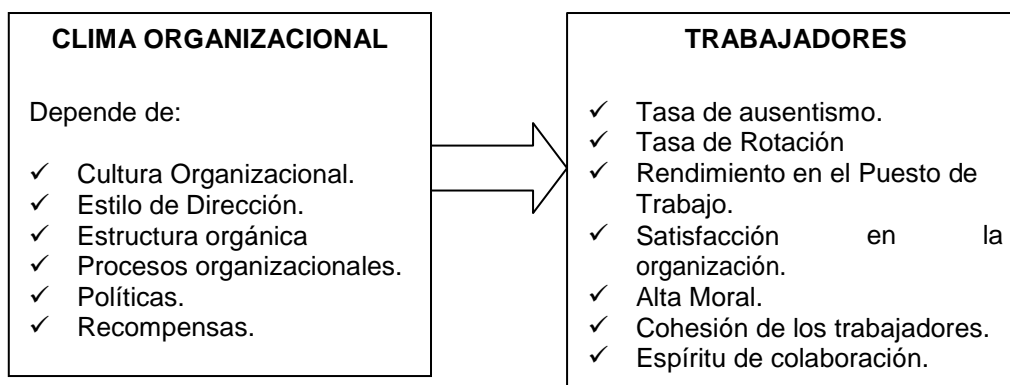 CLIMA ORGANIZACIONAL
Depende de:
✓ Cultura Organizacional.
✓ Estilo de Dirección.
✓ Estructura orgánica
✓ Procesos organizacionales.
✓ Políticas.
✓ Recompensas.
TRABAJADORES
✓ Tasa de ausentismo.
✓ Tasa de Rotación
✓ Rendimiento en el Puesto de
Trabajo.
✓ Satisfacción en la
organización.
✓ Alta Moral.
✓ Cohesión de los trabajadores.
✓ Espíritu de colaboración.